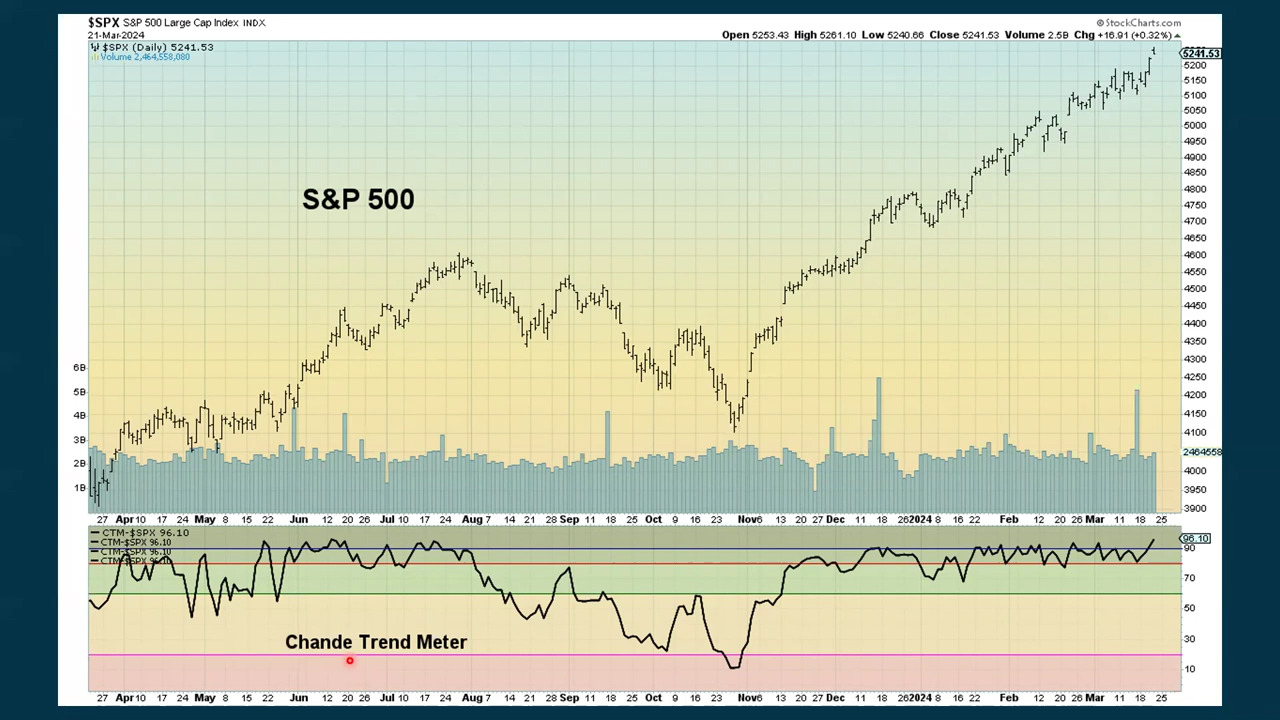 $SPX S&P 500 Large Cap Index INDX © StockCharts.com
21-Mar-2024 Open 5253.43 High 5261.10 Low 5240.66 Close 5241.53 Volume 2.5B Chg +16.91 (+0.32%)
$SPX (Daily) 5241.53
Volume 2,464,558,080
5241.53
5200
5150
5100
5050
5000
4950
4900
4850
4800
4750
4700
4650
4600
4550
4500
4450
4400
4350
4300
4250
4200
4150
4100
4000
3950
3900
S&P 500
6B
5B
4B
3B
2B
1B
2464558
27 Apr 10 17 24 May 8 15 22 Jun 12 20 26 Jul 10 17 24 Aug 7 14 21 28 Sep 11 18 25 Oct 9 16 23 Nov 6 13 20 27 Dec 11 18 26 2024 8 16 22 Feb 12 20 26 Mar 11 18 25
CTM-$SPX 96.10
CTM-$SPX 96.10
CTM-$SPX 96.10
CTM-$SPX 96.10
96.10
90
70
50
30
10
Chande Trend Meter
27 Apr 10 17 24 May 8 15 22 Jun 12 20 26 Jul 10 17 24 Aug 7 14 21 28 Sep 11 18 25 Oct 9 16 23 Nov 6 13 20 27 Dec 11 18 26 2024 8 16 22 Feb 12 20 26 Mar 11 18 25